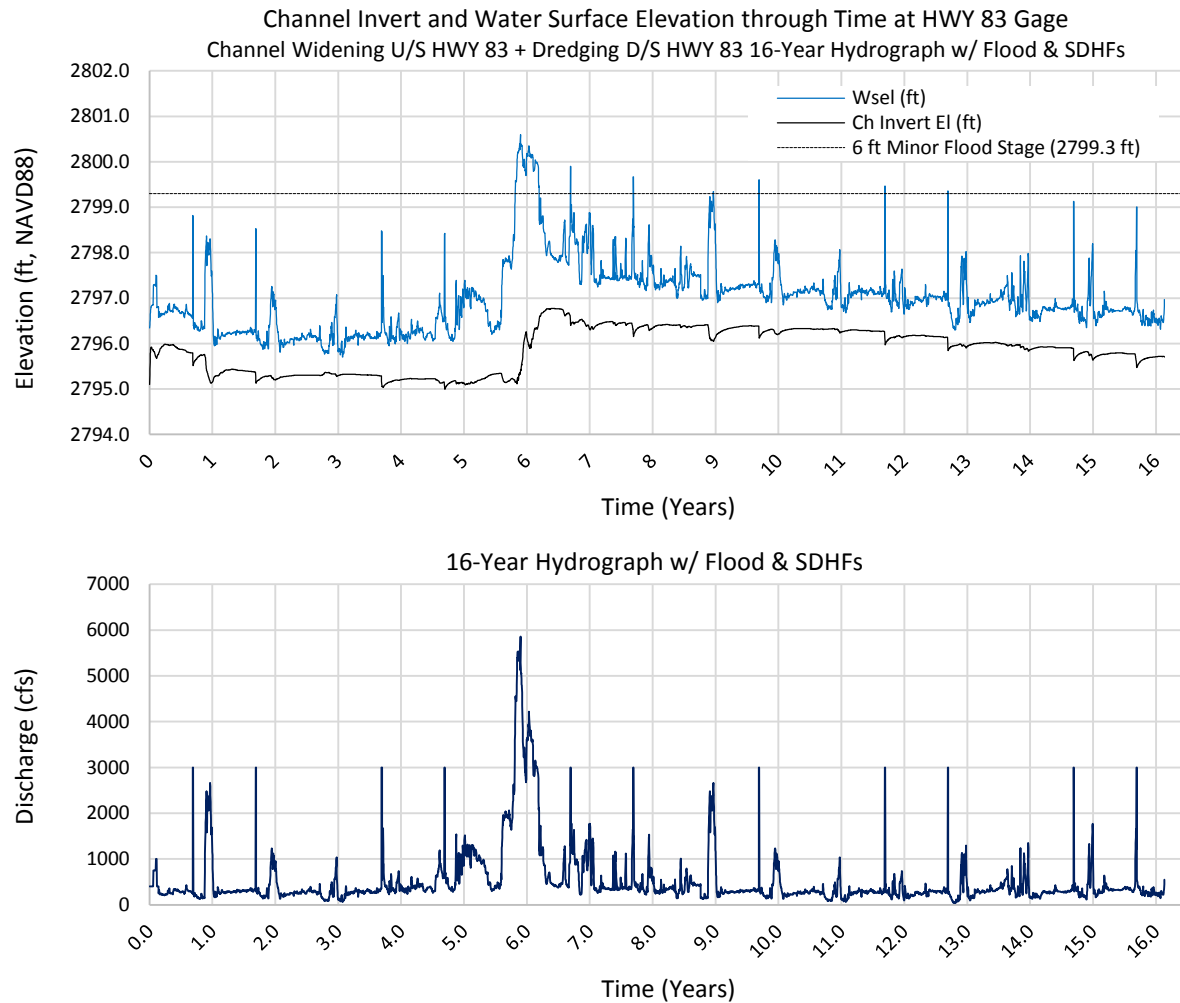 Channel Invert and Water Surface Elevation through Time at HWY 83 Gage
Channel Widening U/S HWY 83 + Dredging D/S HWY 83 16-Year Hydrograph w/ Flood & SDHFs
Elevation (ft, NAVD88)
2802.0
2801.0
2800.0
2799.0
2798.0
2797.0
2796.0
2795.0
2794.0
Wsel (ft)
Ch Invert El (ft)
6 ft Minor Flood Stage (2799.3 ft)
0 1 2 3 4 5 6 7 8 9 10 11 12 13 14 15 16
Time (Years)
16-Year Hydrograph w/ Flood & SDHFs
Discharge (cfs)
7000
6000
5000
4000
3000
2000
1000
0
0.0 1.0 2.0 3.0 4.0 5.0 6.0 7.0 8.0 9.0 10.0 11.0 12.0 13.0 14.0 15.0 16.0
Time (Years)